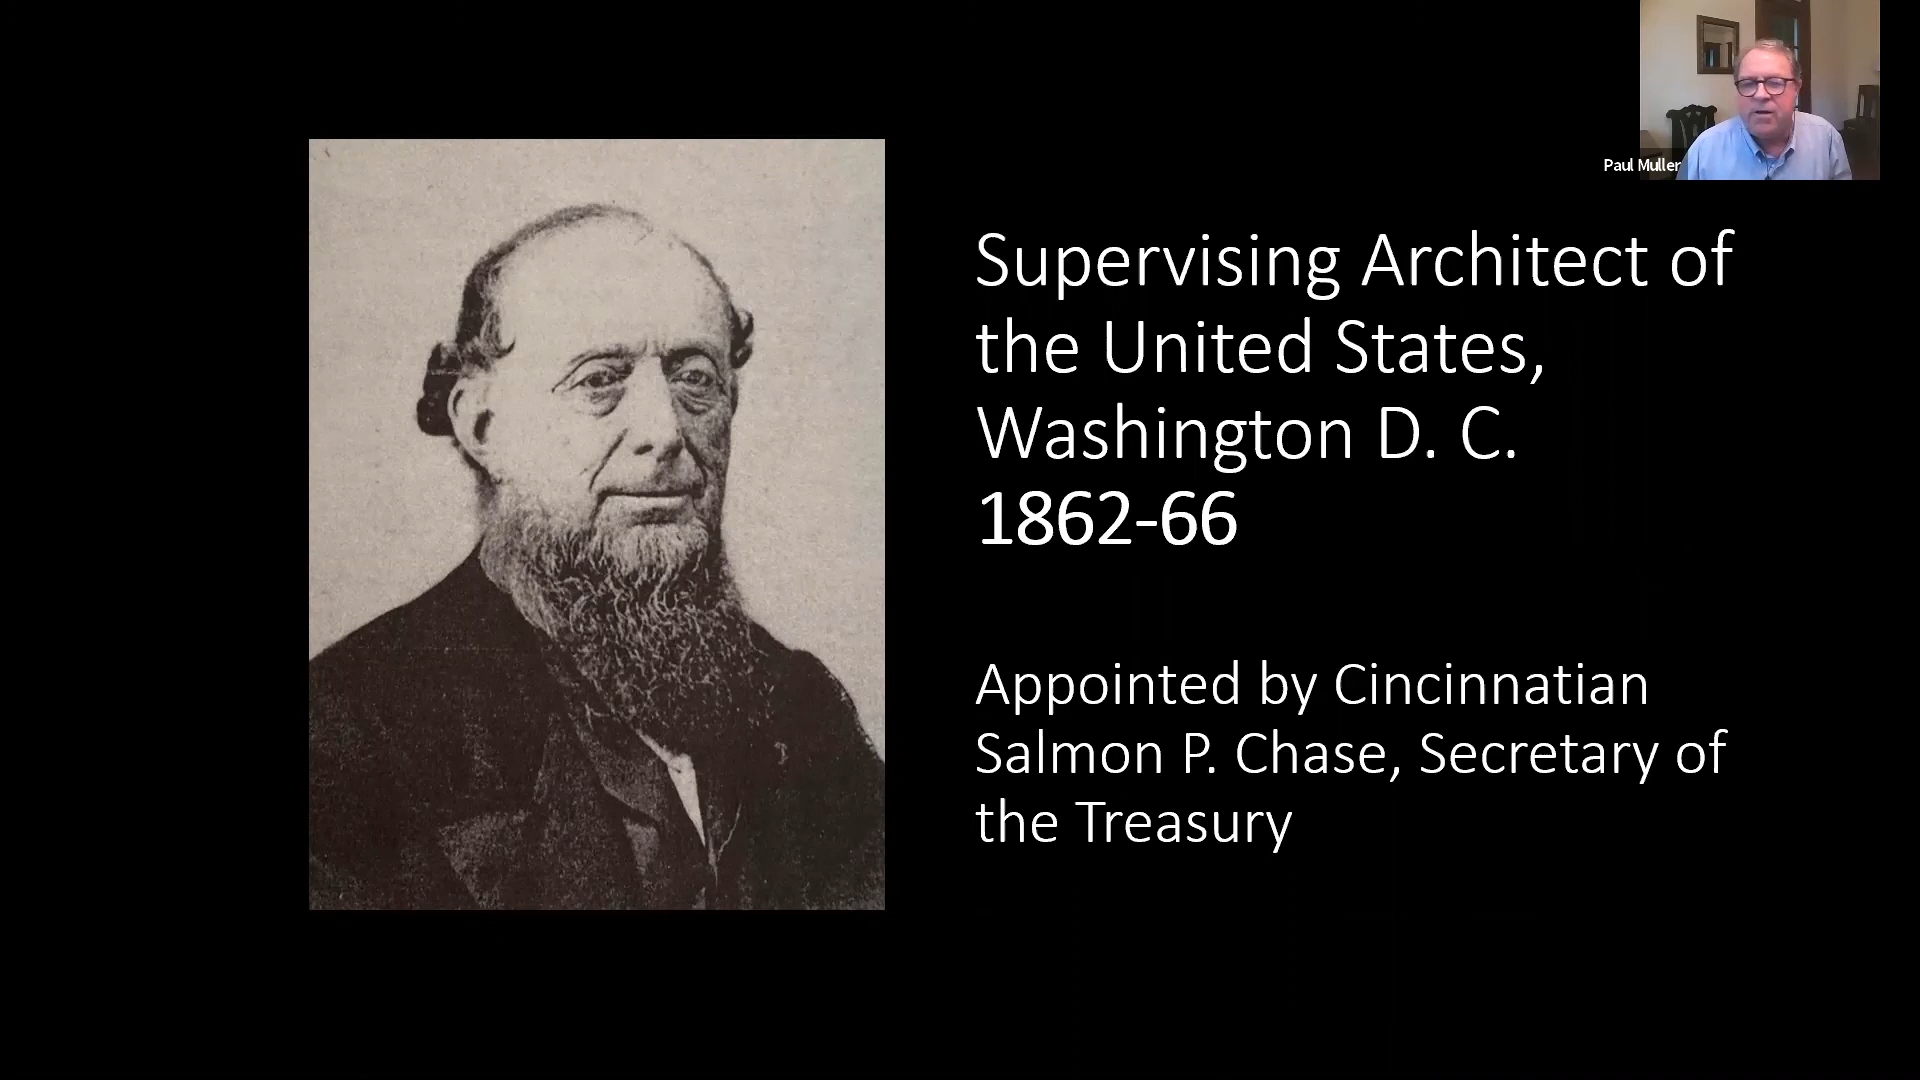 Paul Muller
Supervising Architect of
the United States,
Washington D. C.
1862-66
Appointed by Cincinnatian
Salmon P. Chase, Secretary of
the Treasury